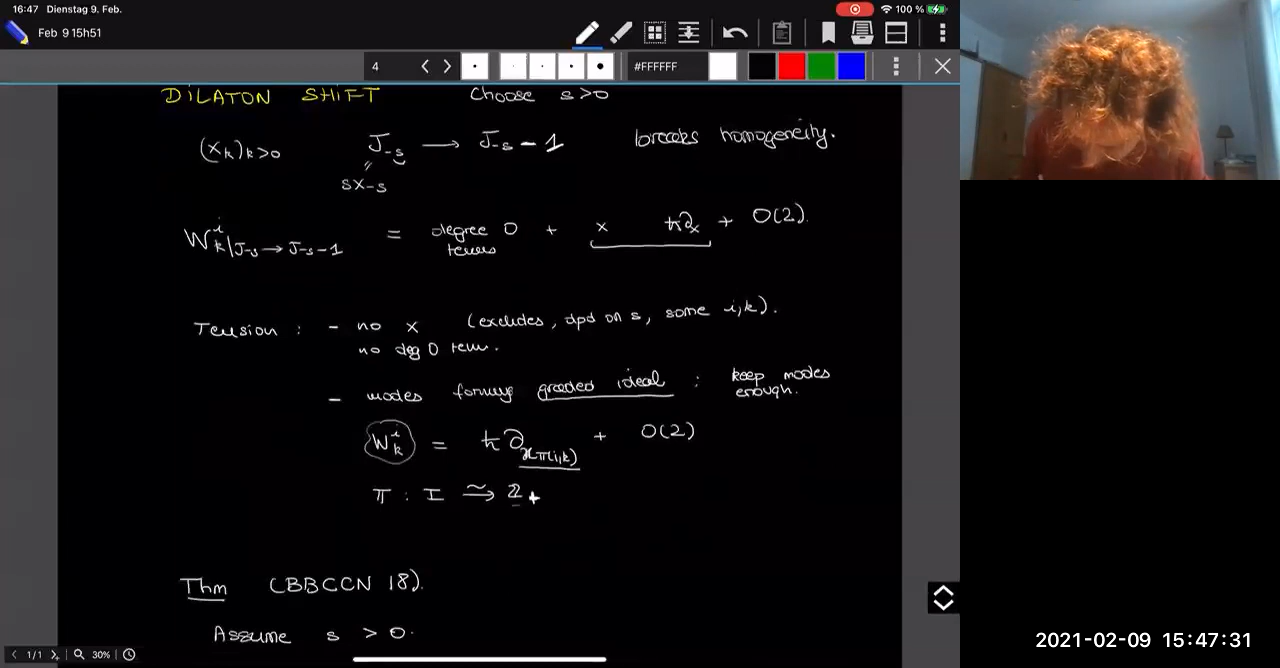 16:47 Dienstag 9. Feb.
100 %
Feb 9 15h51
4
#FFFFFF
DILATON SHIFT Choose s>0
(x_k)_{k>0} J_{-s} → J_{-s} - 1 breaks homogeneity.
sx_{-s}
W^i_k|J_{-s} → J_{-s}-1 = degree 0 + x ħ∂_x + O(2).
terms
Tension : - no x (excludes, dpd on s, some i,k).
no deg 0 term.
- modes forming graded ideal : keep modes
enough.
W^i_k = ħ∂_{x_{π(i,k)}} + O(2)
π : I ≃→ ℤ_+
Thm (BBCCN 18).
Assume s > 0.
1/1
30%
2021-02-09 15:47:31